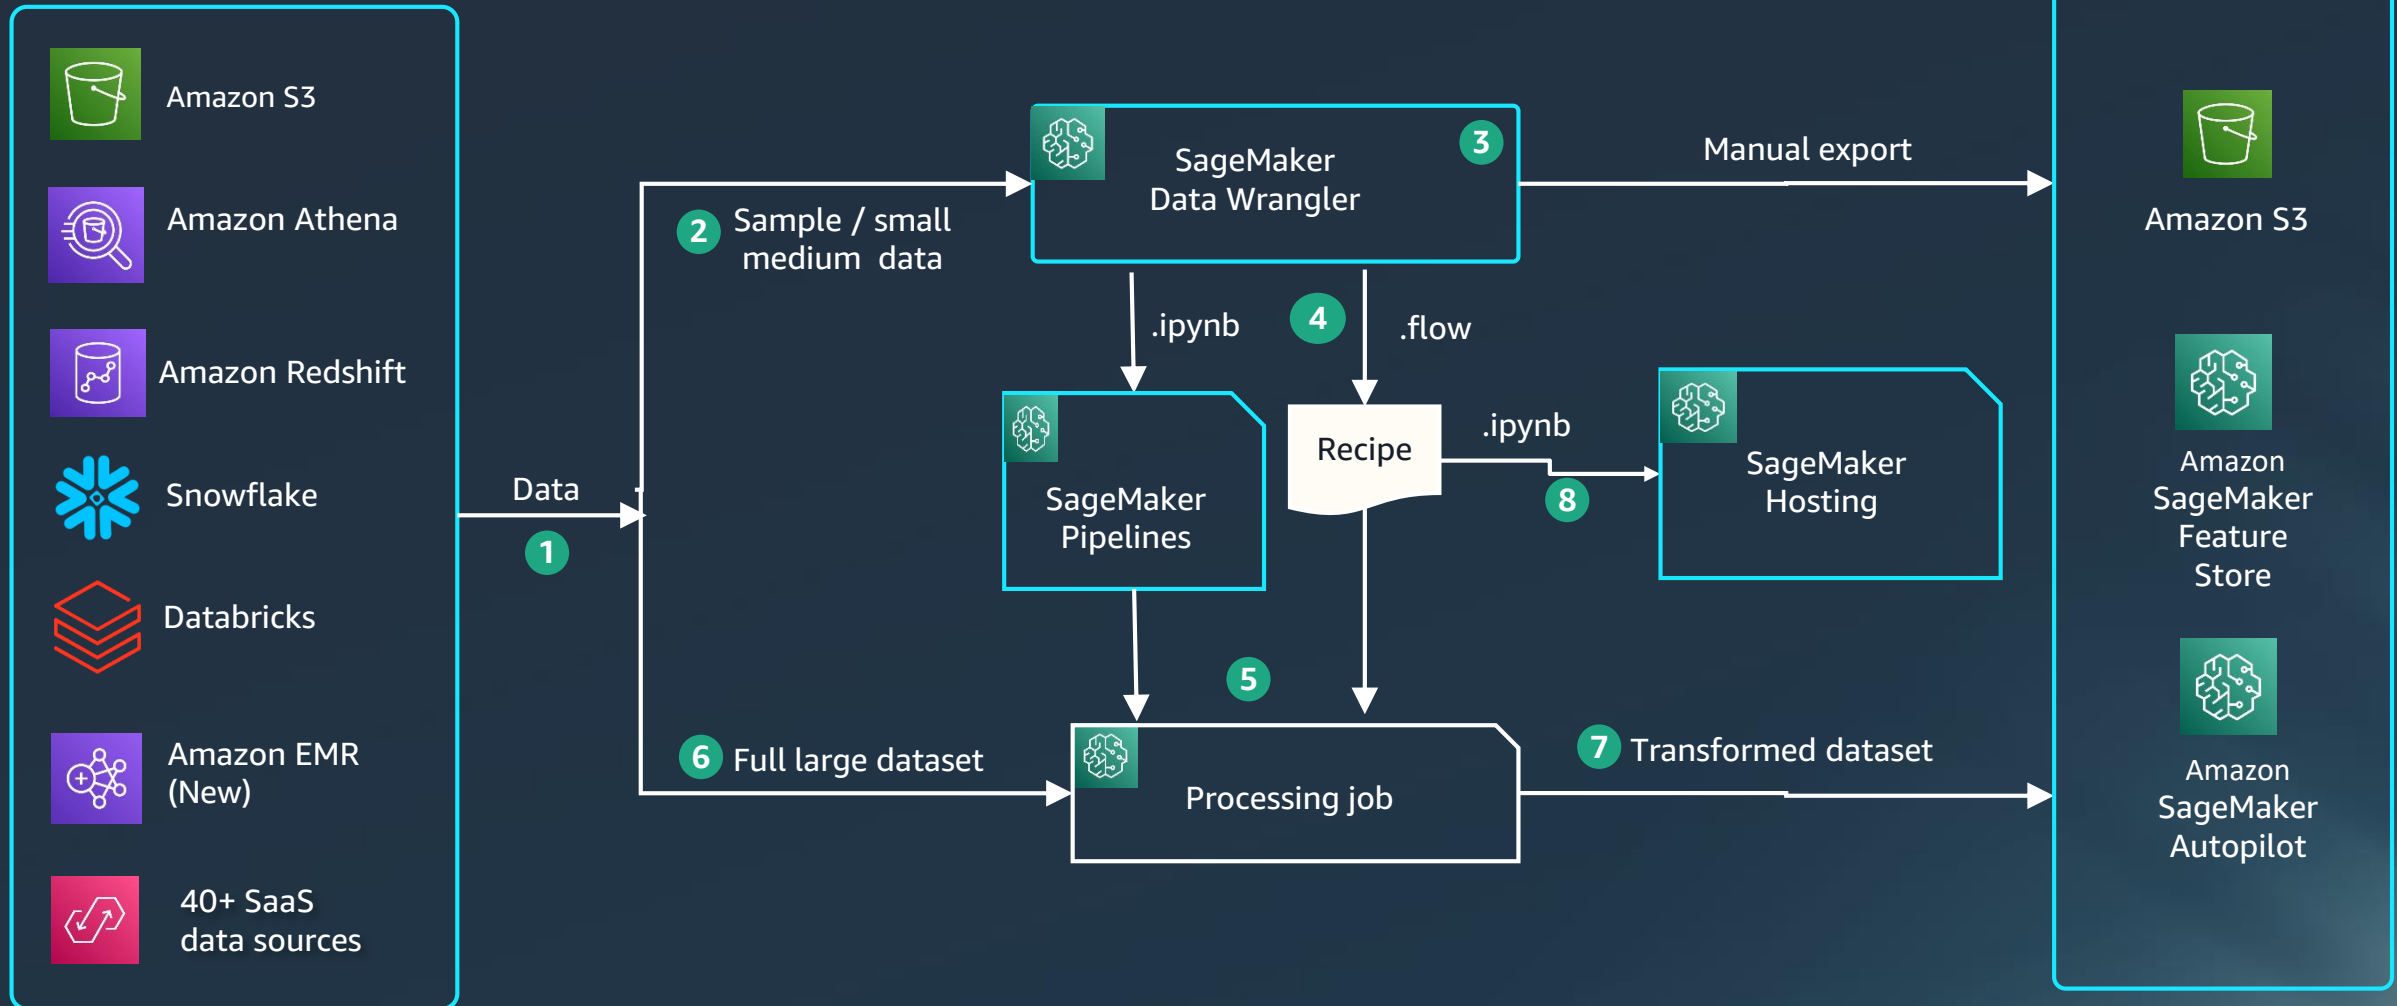 Amazon S3
Amazon Athena
Amazon Redshift
Snowflake
Databricks
Amazon EMR
(New)
40+ SaaS
data sources
Data
1
2
Sample / small
medium data
SageMaker
Data Wrangler
3
Manual export
.ipynb
4
.flow
SageMaker
Pipelines
Recipe
.ipynb
8
SageMaker
Hosting
5
6
Full large dataset
Processing job
7
Transformed dataset
Amazon S3
Amazon
SageMaker
Feature
Store
Amazon
SageMaker
Autopilot